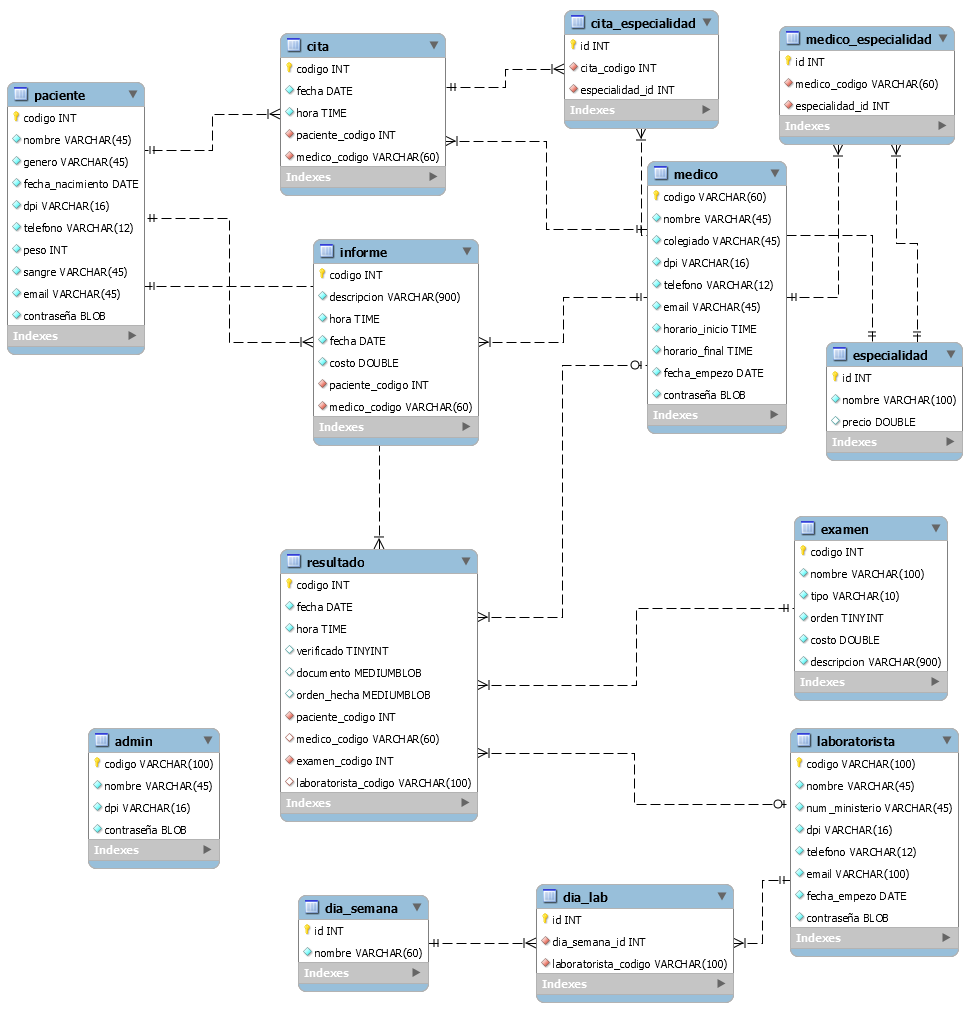 paciente
codigo INT
nombre VARCHAR(45)
genero VARCHAR(45)
fecha_nacimiento DATE
dpi VARCHAR(16)
telefono VARCHAR(12)
peso INT
sangre VARCHAR(45)
email VARCHAR(45)
contraseña BLOB
Indexes
cita
codigo INT
fecha DATE
hora TIME
paciente_codigo INT
medico_codigo VARCHAR(60)
Indexes
cita_especialidad
id INT
cita_codigo INT
especialidad_id INT
Indexes
medico_especialidad
id INT
medico_codigo VARCHAR(60)
especialidad_id INT
Indexes
medico
codigo VARCHAR(60)
nombre VARCHAR(45)
colegiado VARCHAR(45)
dpi VARCHAR(16)
telefono VARCHAR(12)
email VARCHAR(45)
horario_inicio TIME
horario_final TIME
fecha_empezo DATE
contraseña BLOB
Indexes
informe
codigo INT
descripcion VARCHAR(900)
hora TIME
fecha DATE
costo DOUBLE
paciente_codigo INT
medico_codigo VARCHAR(60)
Indexes
especialidad
id INT
nombre VARCHAR(100)
precio DOUBLE
Indexes
resultado
codigo INT
fecha DATE
hora TIME
verificado TINYINT
documento MEDIUMBLOB
orden_hecha MEDIUMBLOB
paciente_codigo INT
medico_codigo VARCHAR(60)
examen_codigo INT
laboratorista_codigo VARCHAR(100)
Indexes
examen
codigo INT
nombre VARCHAR(100)
tipo VARCHAR(10)
orden TINYINT
costo DOUBLE
descripcion VARCHAR(900)
Indexes
admin
codigo VARCHAR(100)
nombre VARCHAR(45)
dpi VARCHAR(16)
contraseña BLOB
Indexes
laboratorista
codigo VARCHAR(100)
nombre VARCHAR(45)
num_ministerio VARCHAR(45)
dpi VARCHAR(16)
telefono VARCHAR(12)
email VARCHAR(100)
fecha_empezo DATE
contraseña BLOB
Indexes
dia_semana
id INT
nombre VARCHAR(60)
Indexes
dia_lab
id INT
dia_semana_id INT
laboratorista_codigo VARCHAR(100)
Indexes